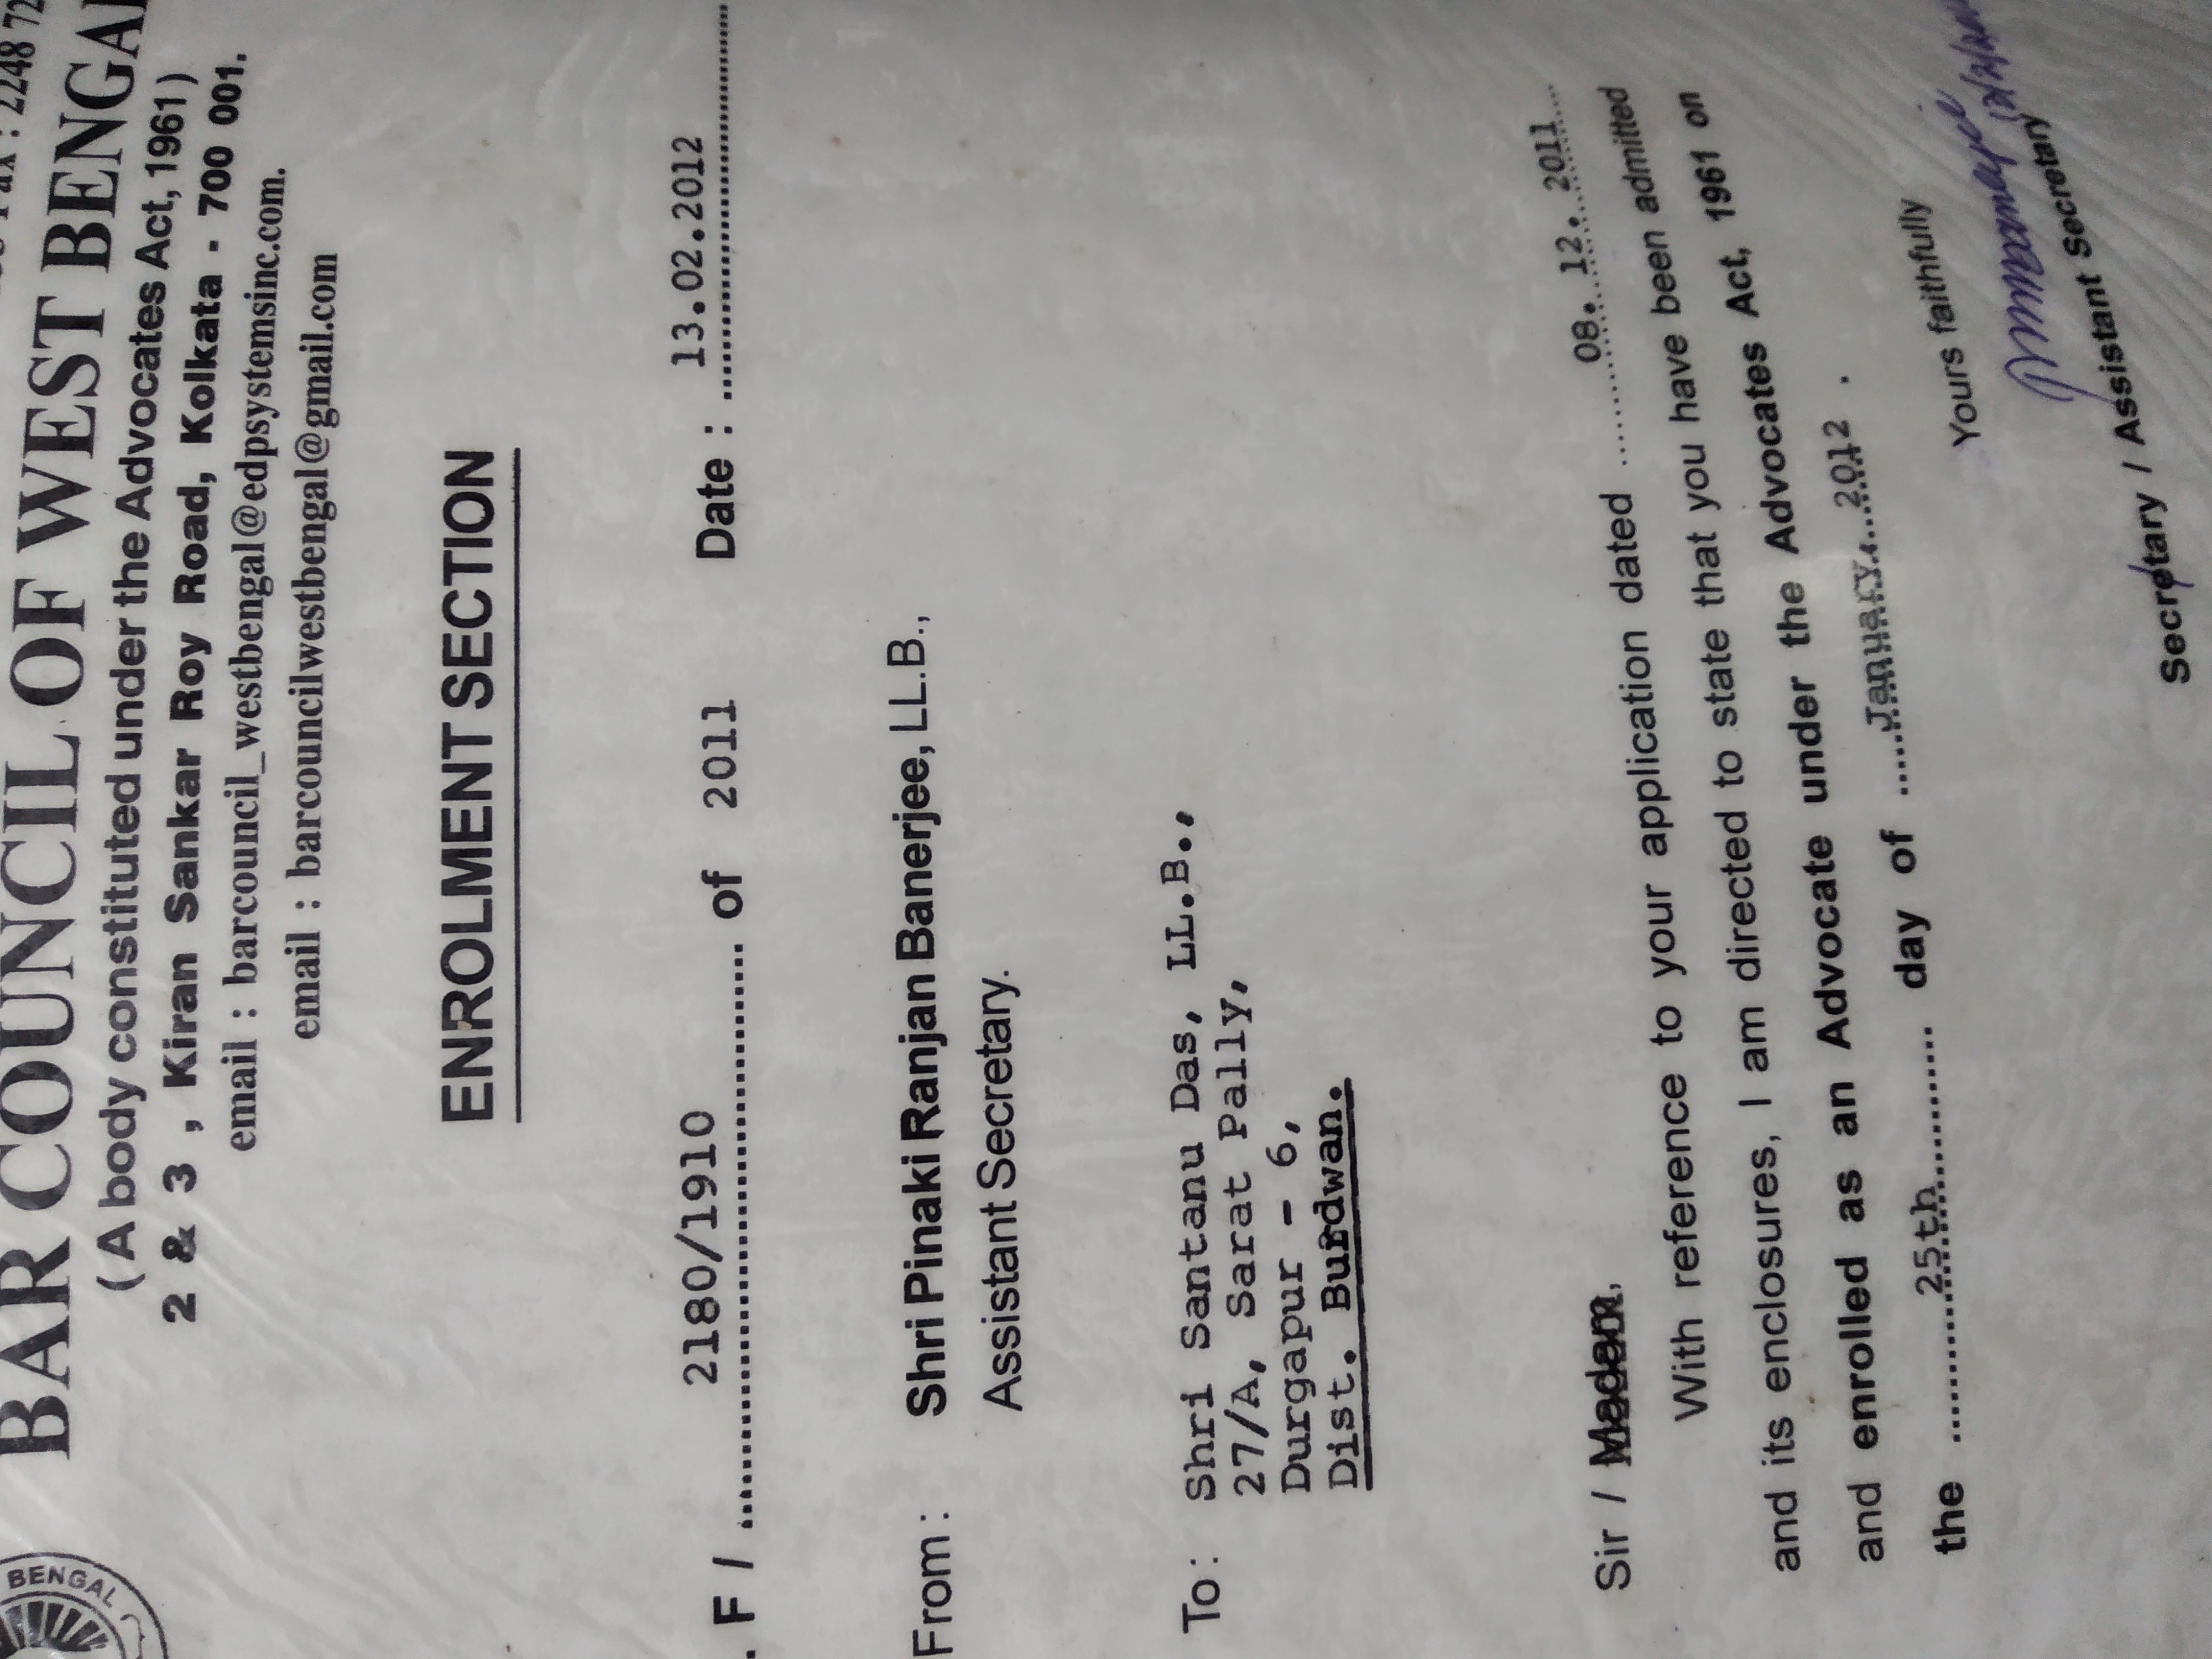 Fax : 2248 72
BAR COUNCIL OF WEST BENGAL
( A body constituted under the Advocates Act, 1961 )
2 & 3 , Kiran Sankar Roy Road, Kolkata - 700 001.
email : barcouncil_westbengal@edpsystemsinc.com.
email : barcouncilwestbengal@gmail.com
BENGAL
ENROLMENT SECTION
. F / 2180/1910 of 2011 Date : 13.02.2012
From : Shri Pinaki Ranjan Banerjee, LL.B.,
Assistant Secretary.
To : Shri Santanu Das, LL.B.,
27/A, Sarat Pally,
Durgapur - 6,
Dist. Burdwan.
Sir / Madam,
With reference to your application dated 08.12.2011
and its enclosures, I am directed to state that you have been admitted
and enrolled as an Advocate under the Advocates Act, 1961 on
the 25th day of January, 2012 .
Yours faithfully
Secretary / Assistant Secretary